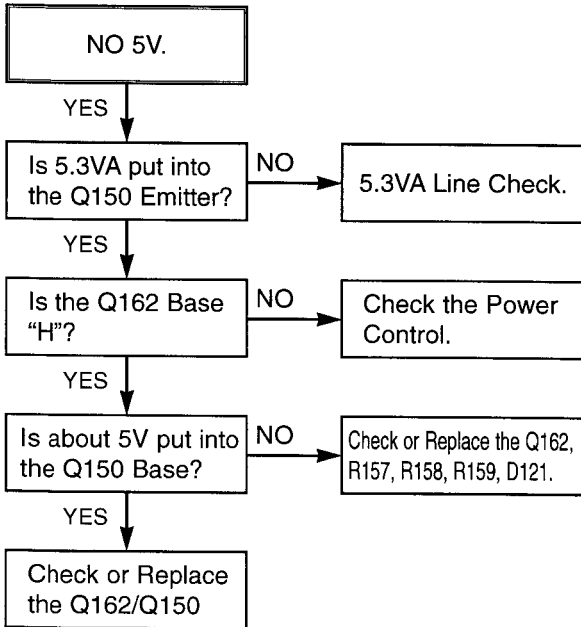 NO 5V.
YES
Is 5.3VA put into
the Q150 Emitter?
NO
5.3VA Line Check.
YES
Is the Q162 Base
“H”?
NO
Check the Power
Control.
YES
Is about 5V put into
the Q150 Base?
NO
Check or Replace the Q162,
R157, R158, R159, D121.
YES
Check or Replace
the Q162/Q150